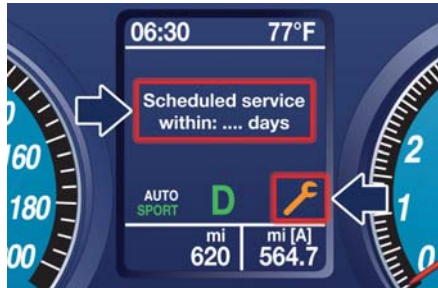 06:30 77°F
Scheduled service
within: .... days
160
180
2
1
0
AUTO
SPORT
D
mi
620
mi [A]
564.7